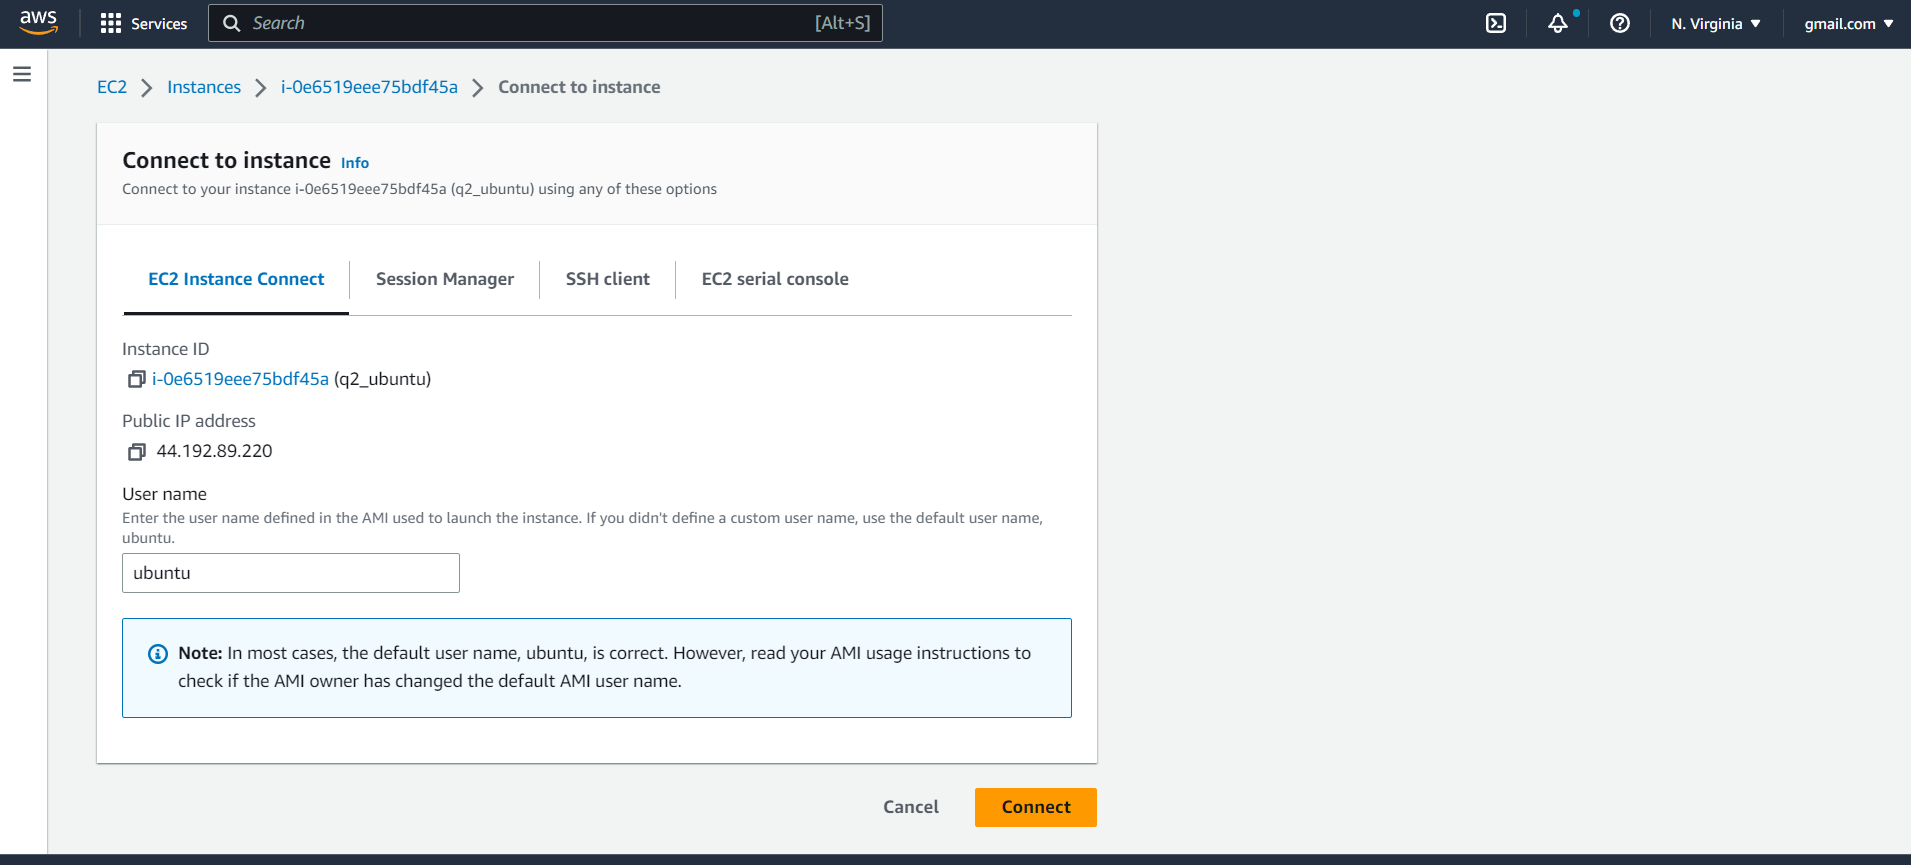 aws Services Search [Alt+S] N. Virginia gmail.com
EC2 Instances i-0e6519eee75bdf45a Connect to instance
Connect to instance Info
Connect to your instance i-0e6519eee75bdf45a (q2_ubuntu) using any of these options
EC2 Instance Connect Session Manager SSH client EC2 serial console
Instance ID
i-0e6519eee75bdf45a (q2_ubuntu)
Public IP address
44.192.89.220
User name
Enter the user name defined in the AMI used to launch the instance. If you didn't define a custom user name, use the default user name,
ubuntu.
ubuntu
Note: In most cases, the default user name, ubuntu, is correct. However, read your AMI usage instructions to
check if the AMI owner has changed the default AMI user name.
Cancel Connect